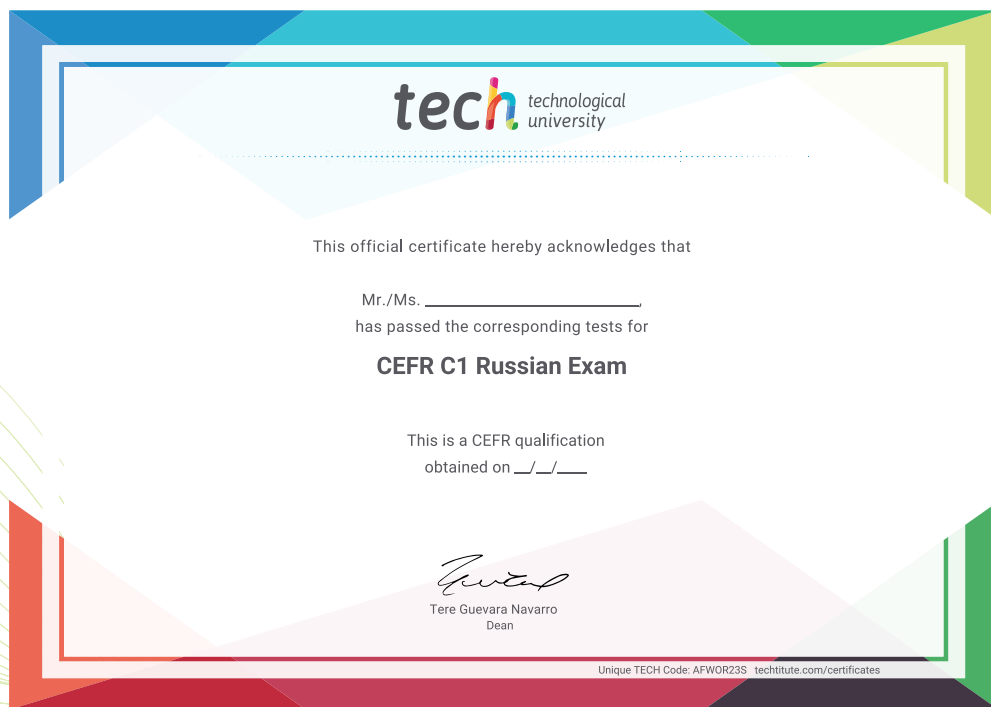 tech technological
university
This official certificate hereby acknowledges that
Mr./Ms. ____________________,
has passed the corresponding tests for
CEFR C1 Russian Exam
This is a CEFR qualification
obtained on __/__/____
Tere Guevara Navarro
Dean
Unique TECH Code: AFWOR23S techtitute.com/certificates